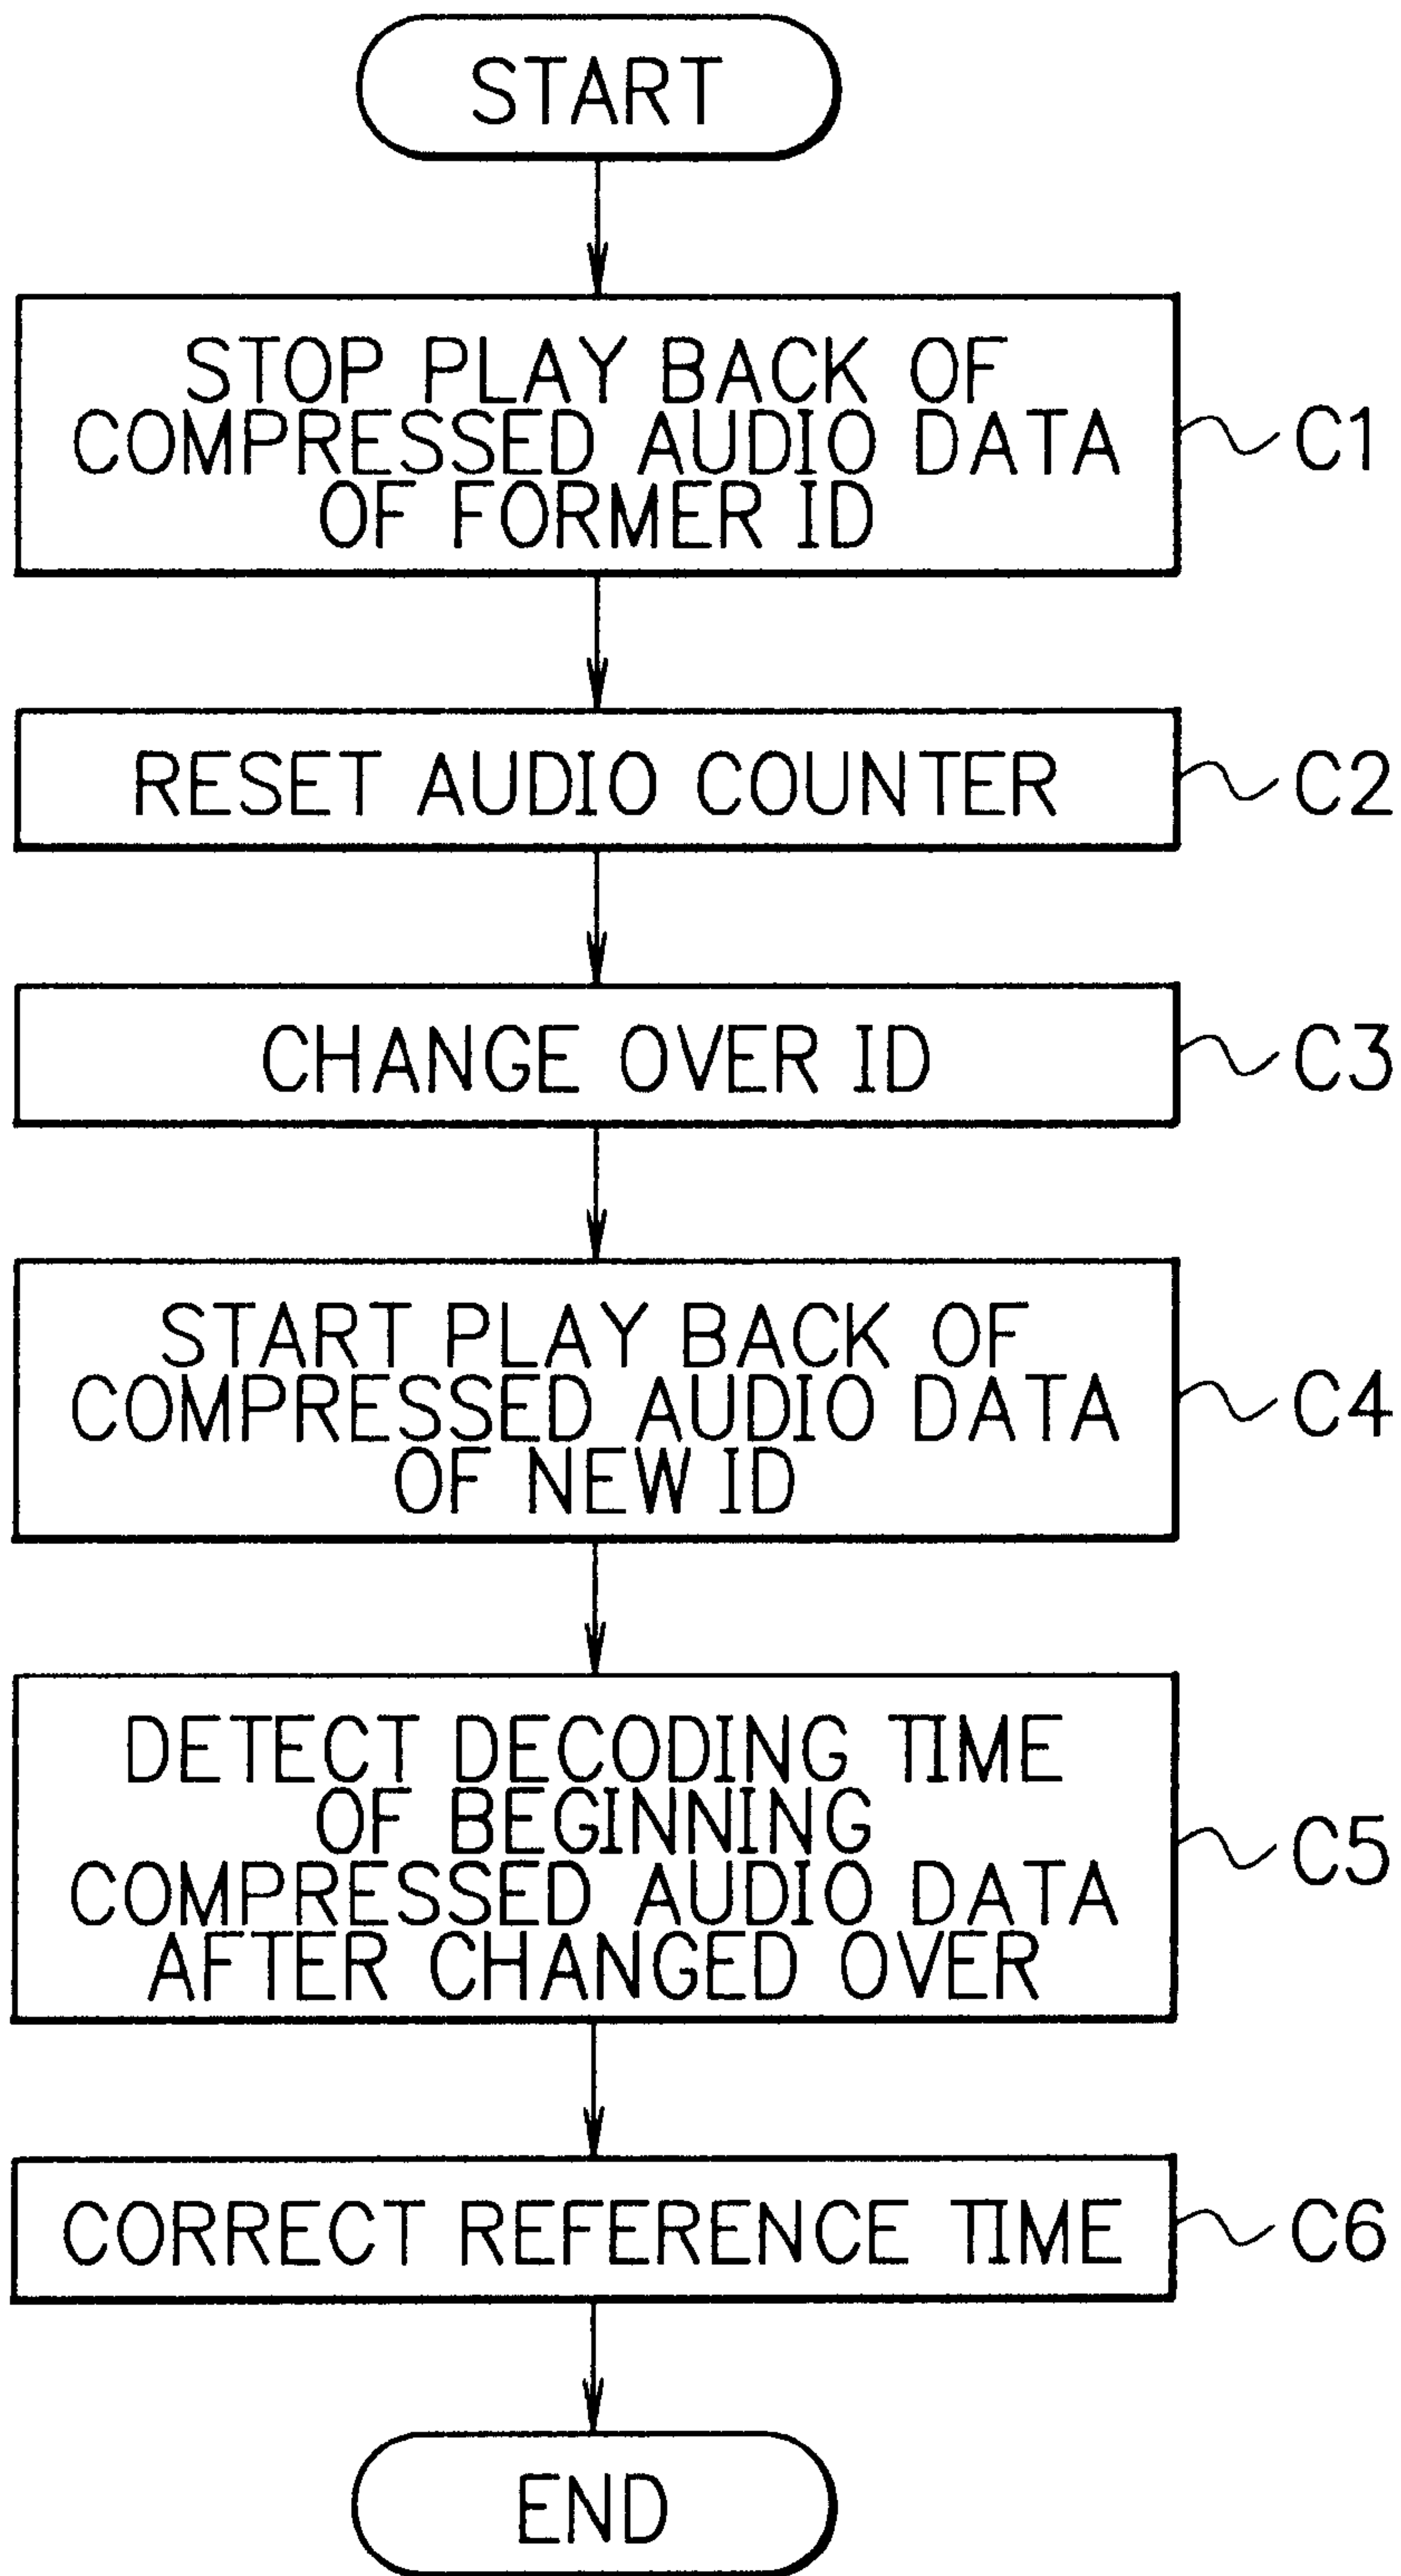 START
STOP PLAY BACK OF
COMPRESSED AUDIO DATA
OF FORMER ID
C1
RESET AUDIO COUNTER
C2
CHANGE OVER ID
C3
START PLAY BACK OF
COMPRESSED AUDIO DATA
OF NEW ID
C4
DETECT DECODING TIME
OF BEGINNING
COMPRESSED AUDIO DATA
AFTER CHANGED OVER
C5
CORRECT REFERENCE TIME
C6
END